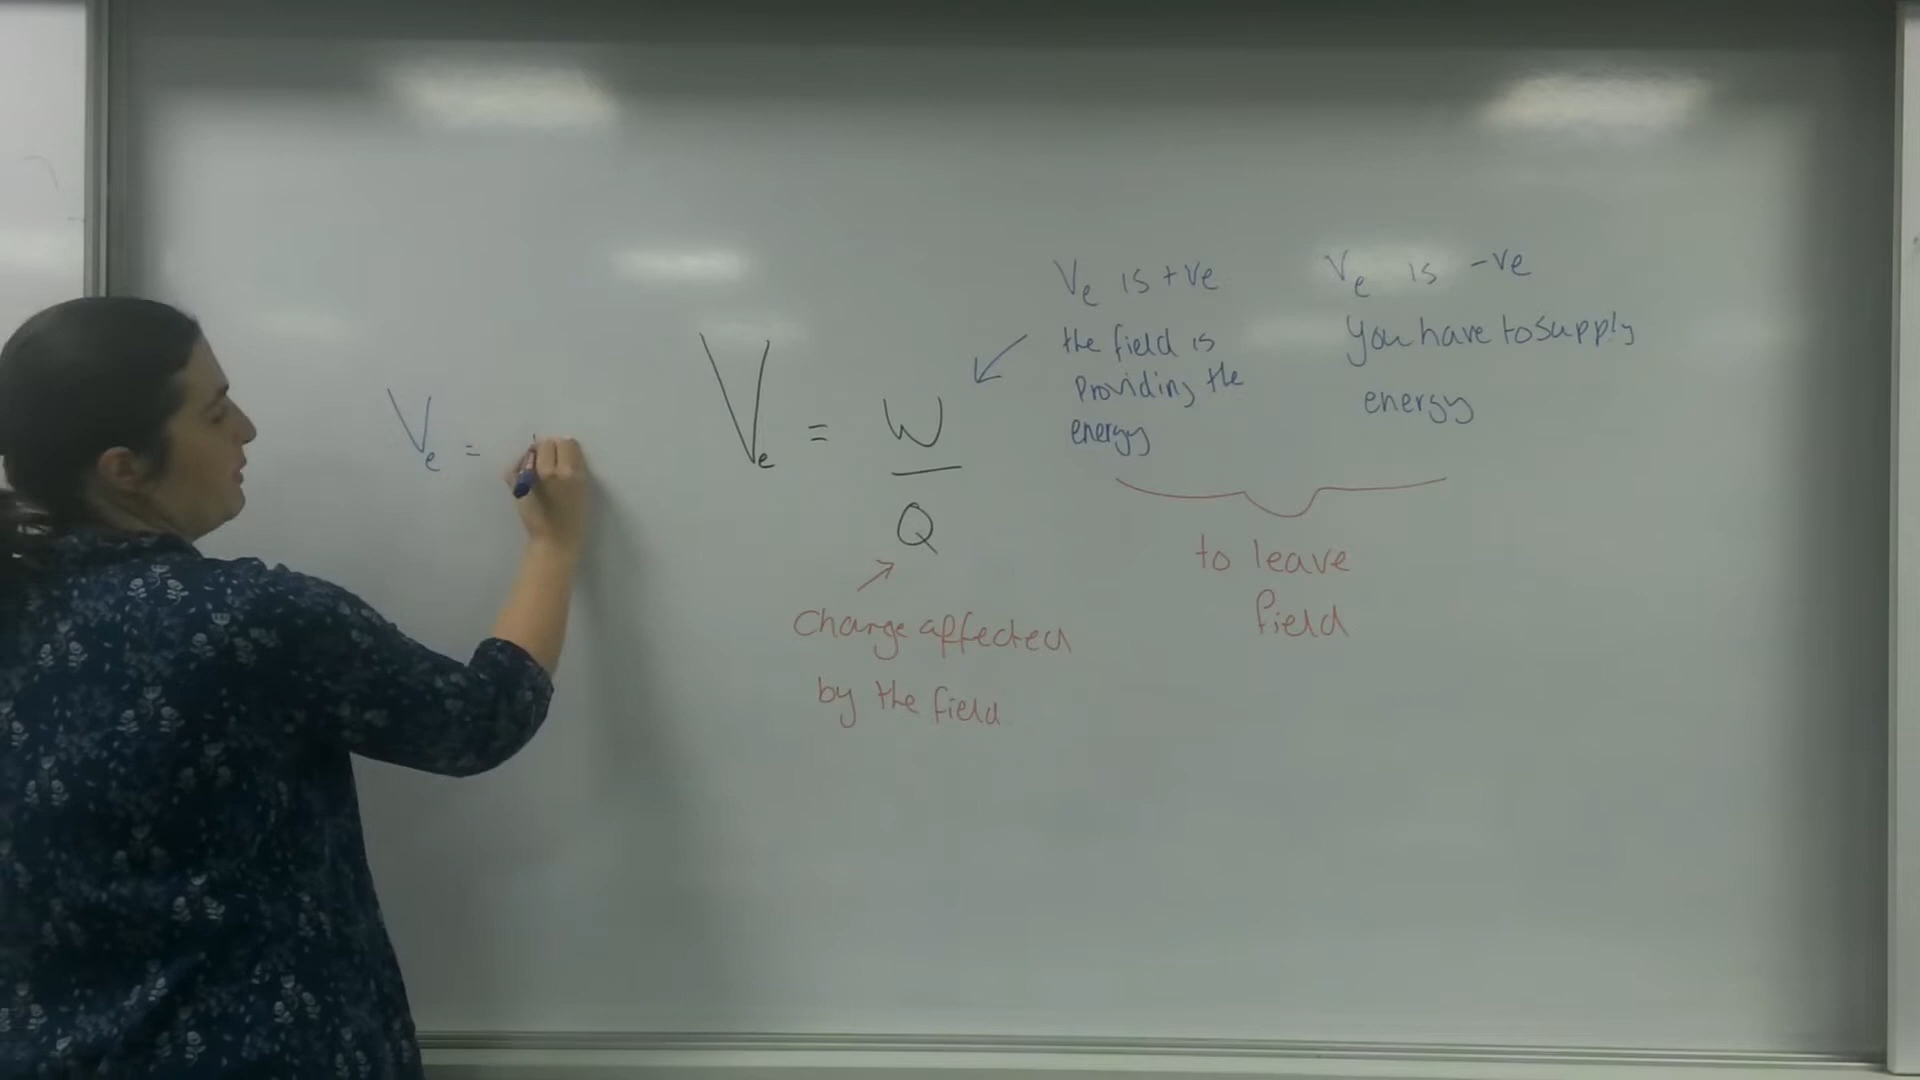 Ve =
Ve = W
Q
Ve is +ve
the field is
providing the
energy
Ve is -ve
You have to supply
energy
to leave
field
Charge affected
by the field